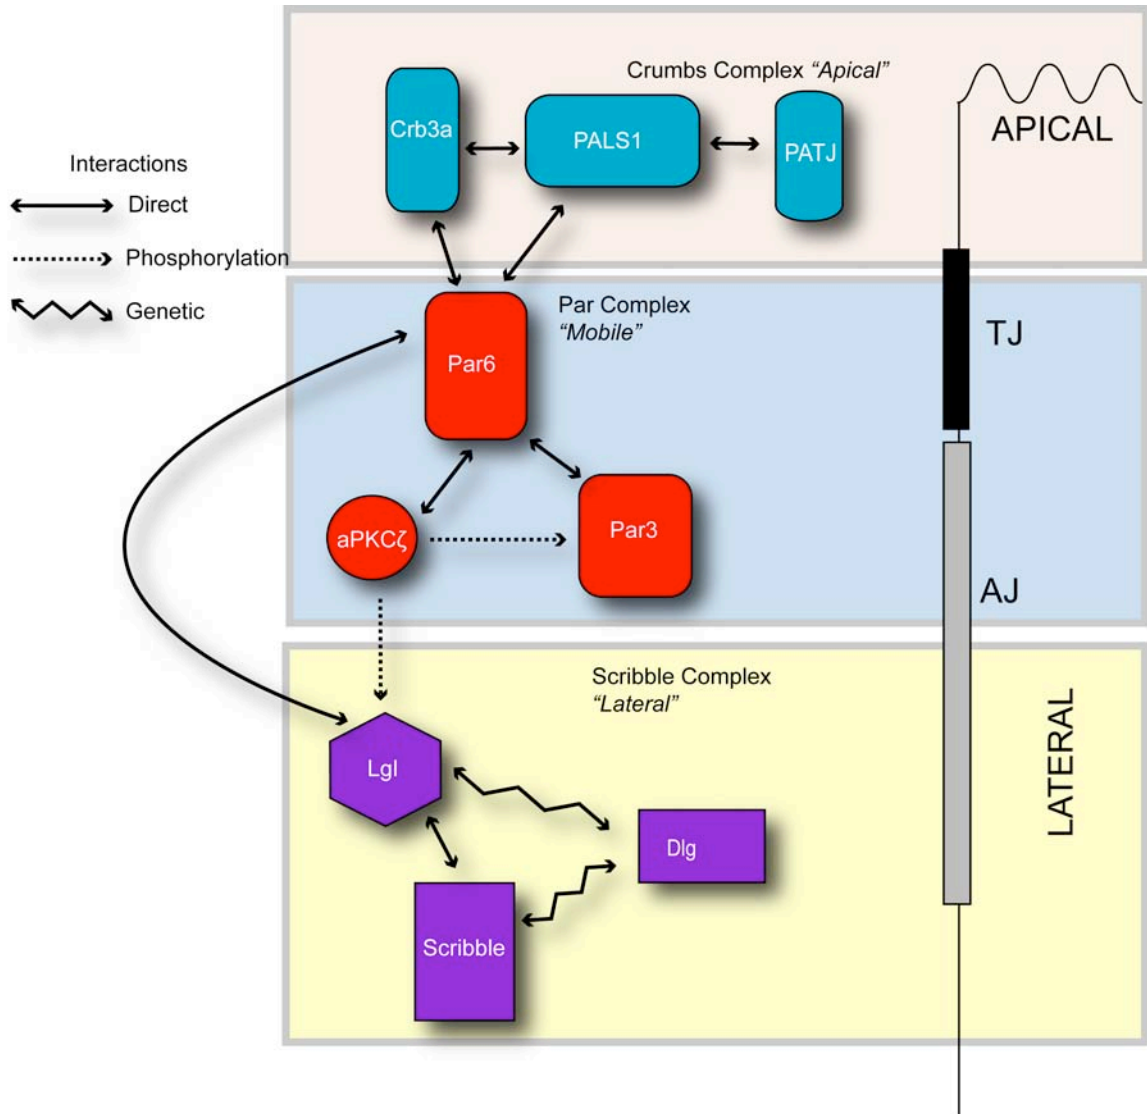 Crumbs Complex “Apical”
Crb3a
PALS1
PATJ
APICAL
Interactions
Direct
Phosphorylation
Genetic
Par Complex
“Mobile”
TJ
Par6
Par3
aPKCζ
AJ
Scribble Complex
“Lateral”
LATERAL
Lgl
Dlg
Scribble